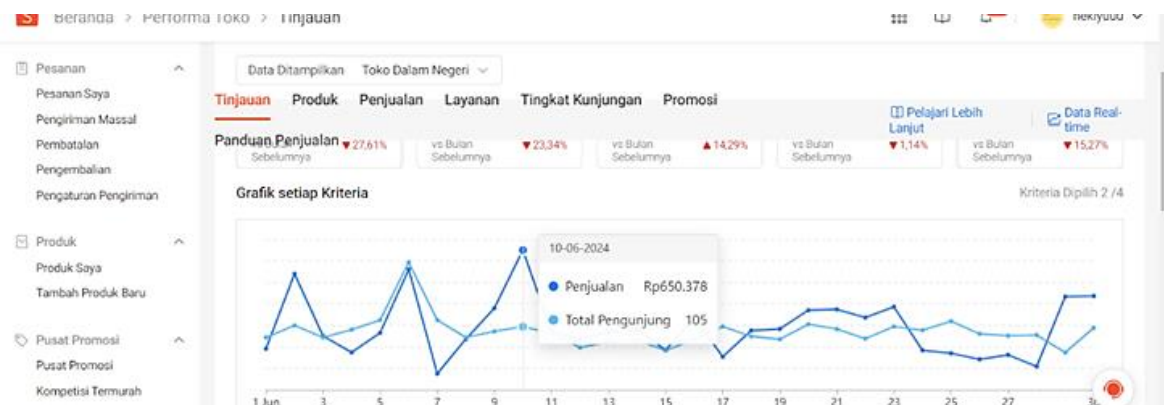 S Beranda > Performa Toko > Tinjauan
nekiyuud
Pesanan
Pesanan Saya
Pengiriman Massal
Pembatalan
Pengembalian
Pengaturan Pengiriman
Produk
Produk Saya
Tambah Produk Baru
Pusat Promosi
Pusat Promosi
Kompetisi Termurah
Data Ditampilkan Toko Dalam Negeri
Tinjauan Produk Penjualan Layanan Tingkat Kunjungan Promosi
Pelajari Lebih Lanjut
Data Real-time
Panduan Penjualan
Sebelumnya ▼27,61%
vs Bulan Sebelumnya ▼23,34%
vs Bulan Sebelumnya ▲14,29%
vs Bulan Sebelumnya ▼1,14%
vs Bulan Sebelumnya ▼15,27%
Grafik setiap Kriteria
Kriteria Dipilih 2 /4
10-06-2024
Penjualan Rp650.378
Total Pengunjung 105
1 Jun 3 5 7 9 11 13 15 17 19 21 23 25 27